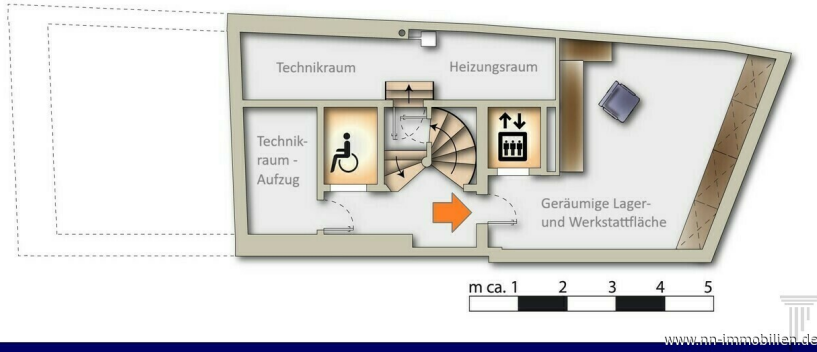 Technikraum
Heizungsraum
Technik-
raum -
Aufzug
Geräumige Lager-
und Werkstattfläche
m ca. 1 2 3 4 5
www.nn-immobilien.de